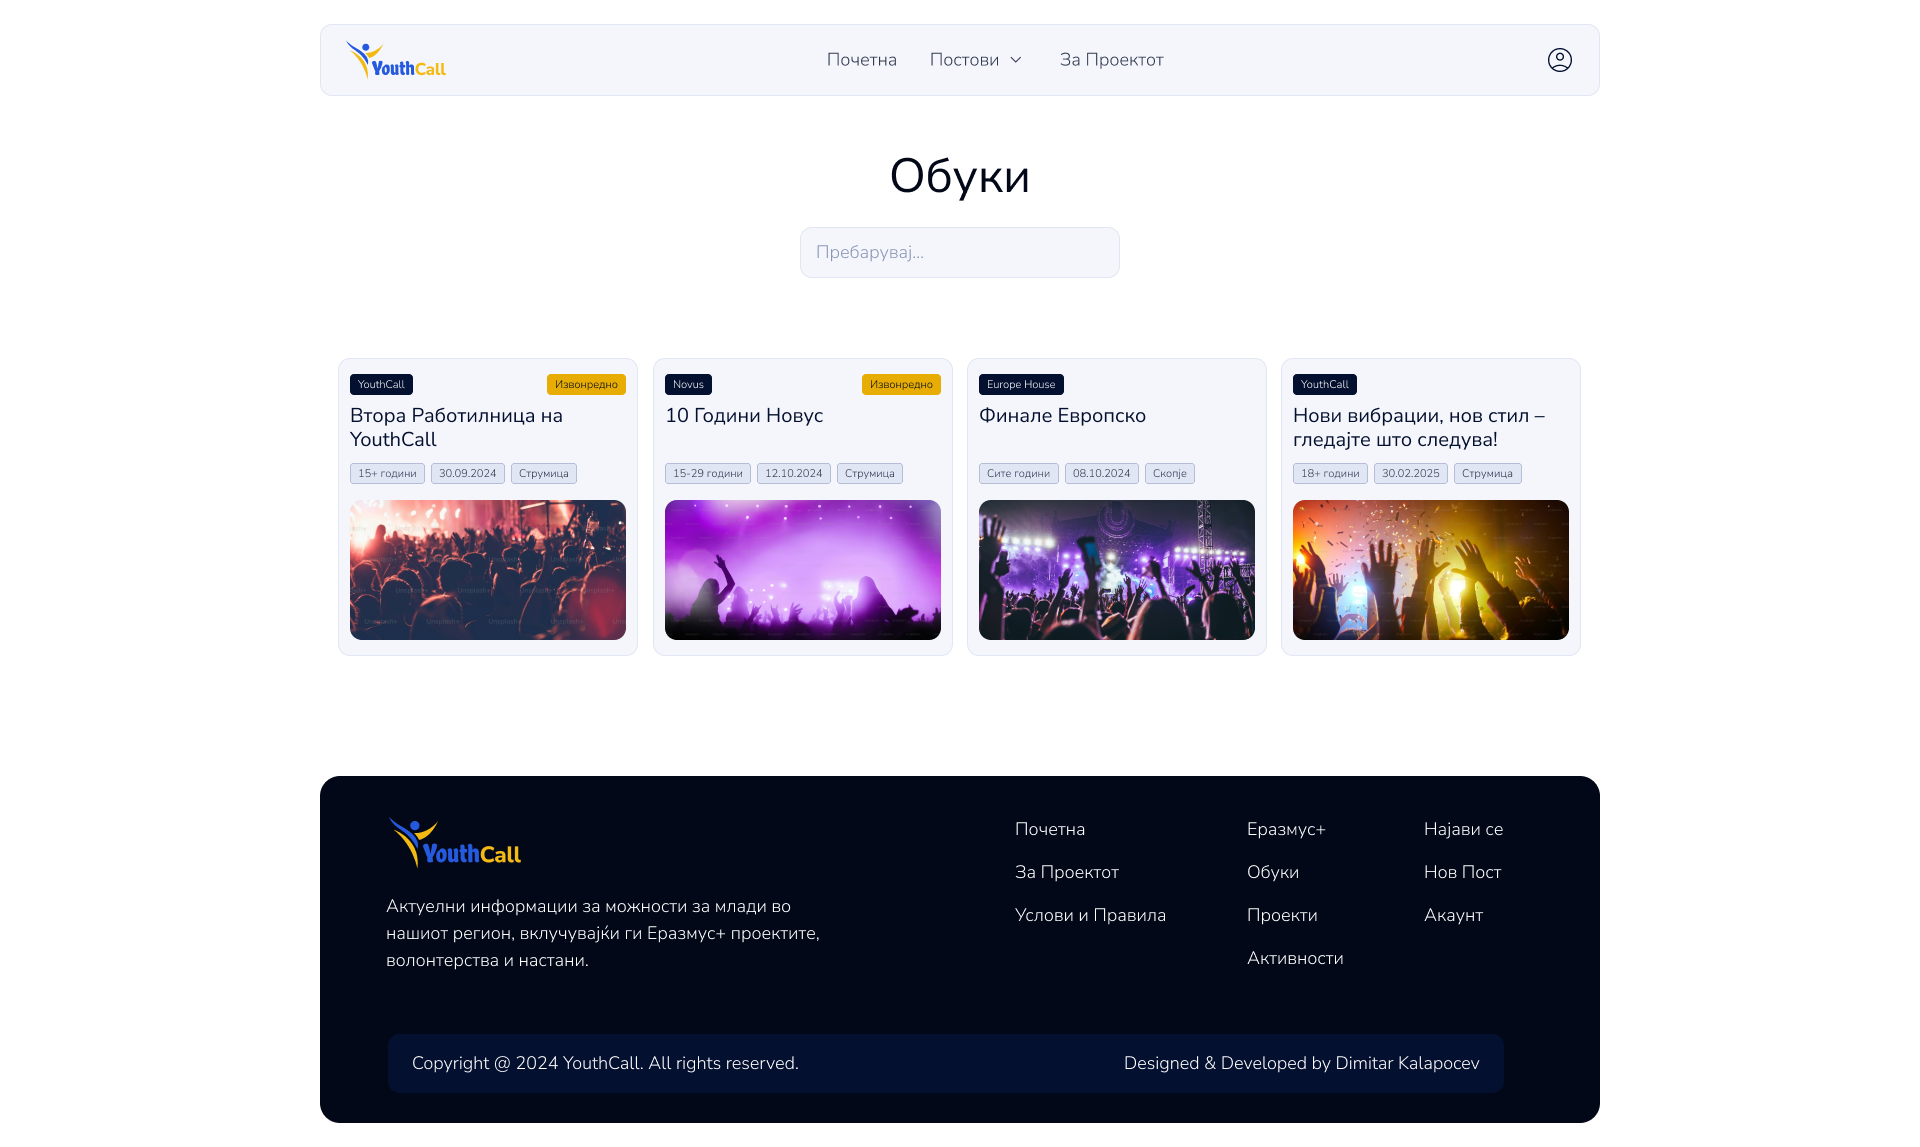 YouthCall
Почетна
Постови
За Проектот
Обуки
Пребарувај...
YouthCall
Извонредно
Втора Работилница на
YouthCall
15+ години
30.09.2024
Струмица
Novus
Извонредно
10 Години Новус
15-29 години
12.10.2024
Струмица
Europe House
Финале Европско
Сите години
08.10.2024
Скопје
YouthCall
Нови вибрации, нов стил –
гледајте што следува!
18+ години
30.02.2025
Струмица
YouthCall
Актуелни информации за можности за млади во
нашиот регион, вклучувајќи ги Еразмус+ проектите,
волонтерства и настани.
Почетна
За Проектот
Услови и Правила
Еразмус+
Обуки
Проекти
Активности
Најави се
Нов Пост
Акаунт
Copyright @ 2024 YouthCall. All rights reserved.
Designed & Developed by Dimitar Kalapocev